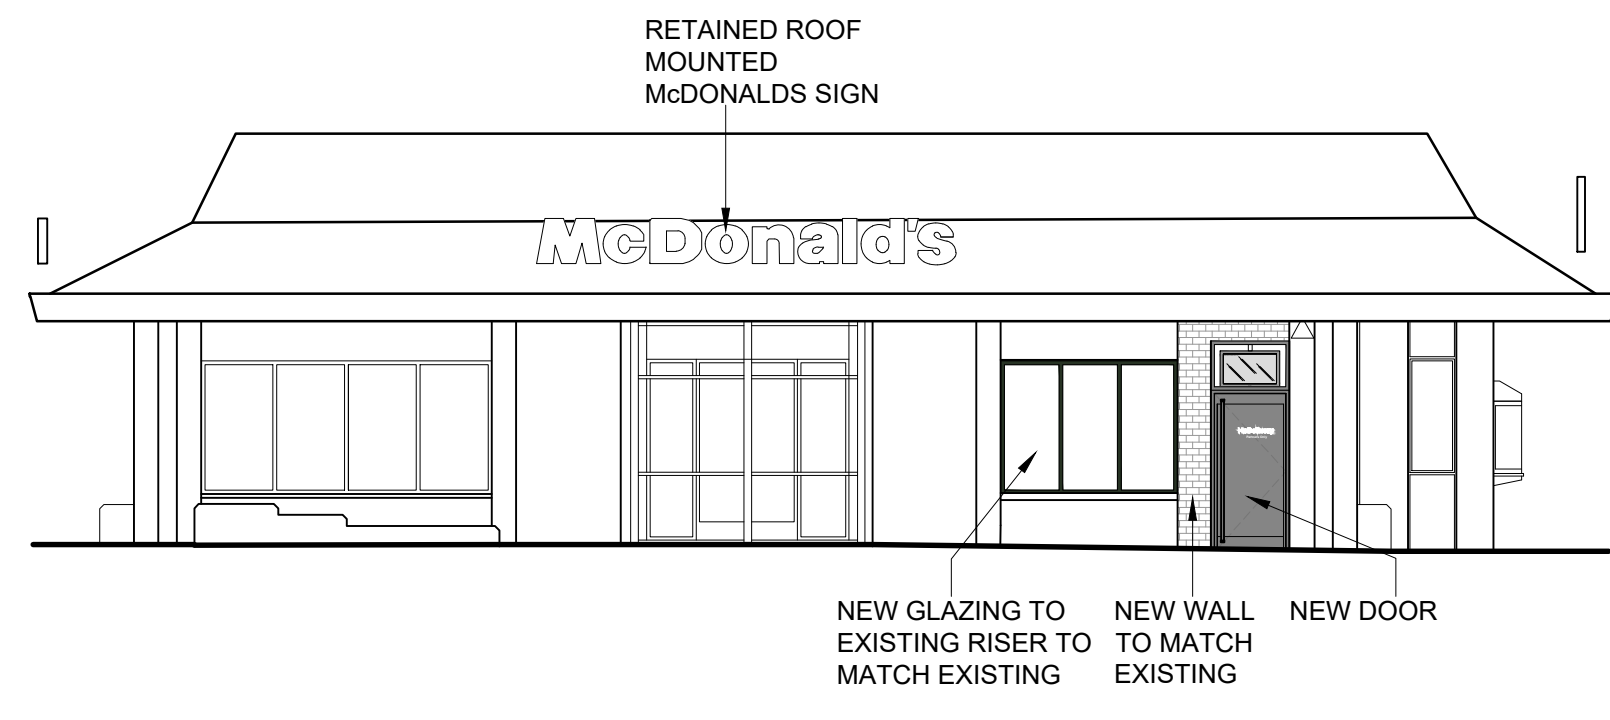 RETAINED ROOF
MOUNTED
McDONALDS SIGN
McDonald's
NEW GLAZING TO
EXISTING RISER TO
MATCH EXISTING
NEW WALL
TO MATCH
EXISTING
NEW DOOR